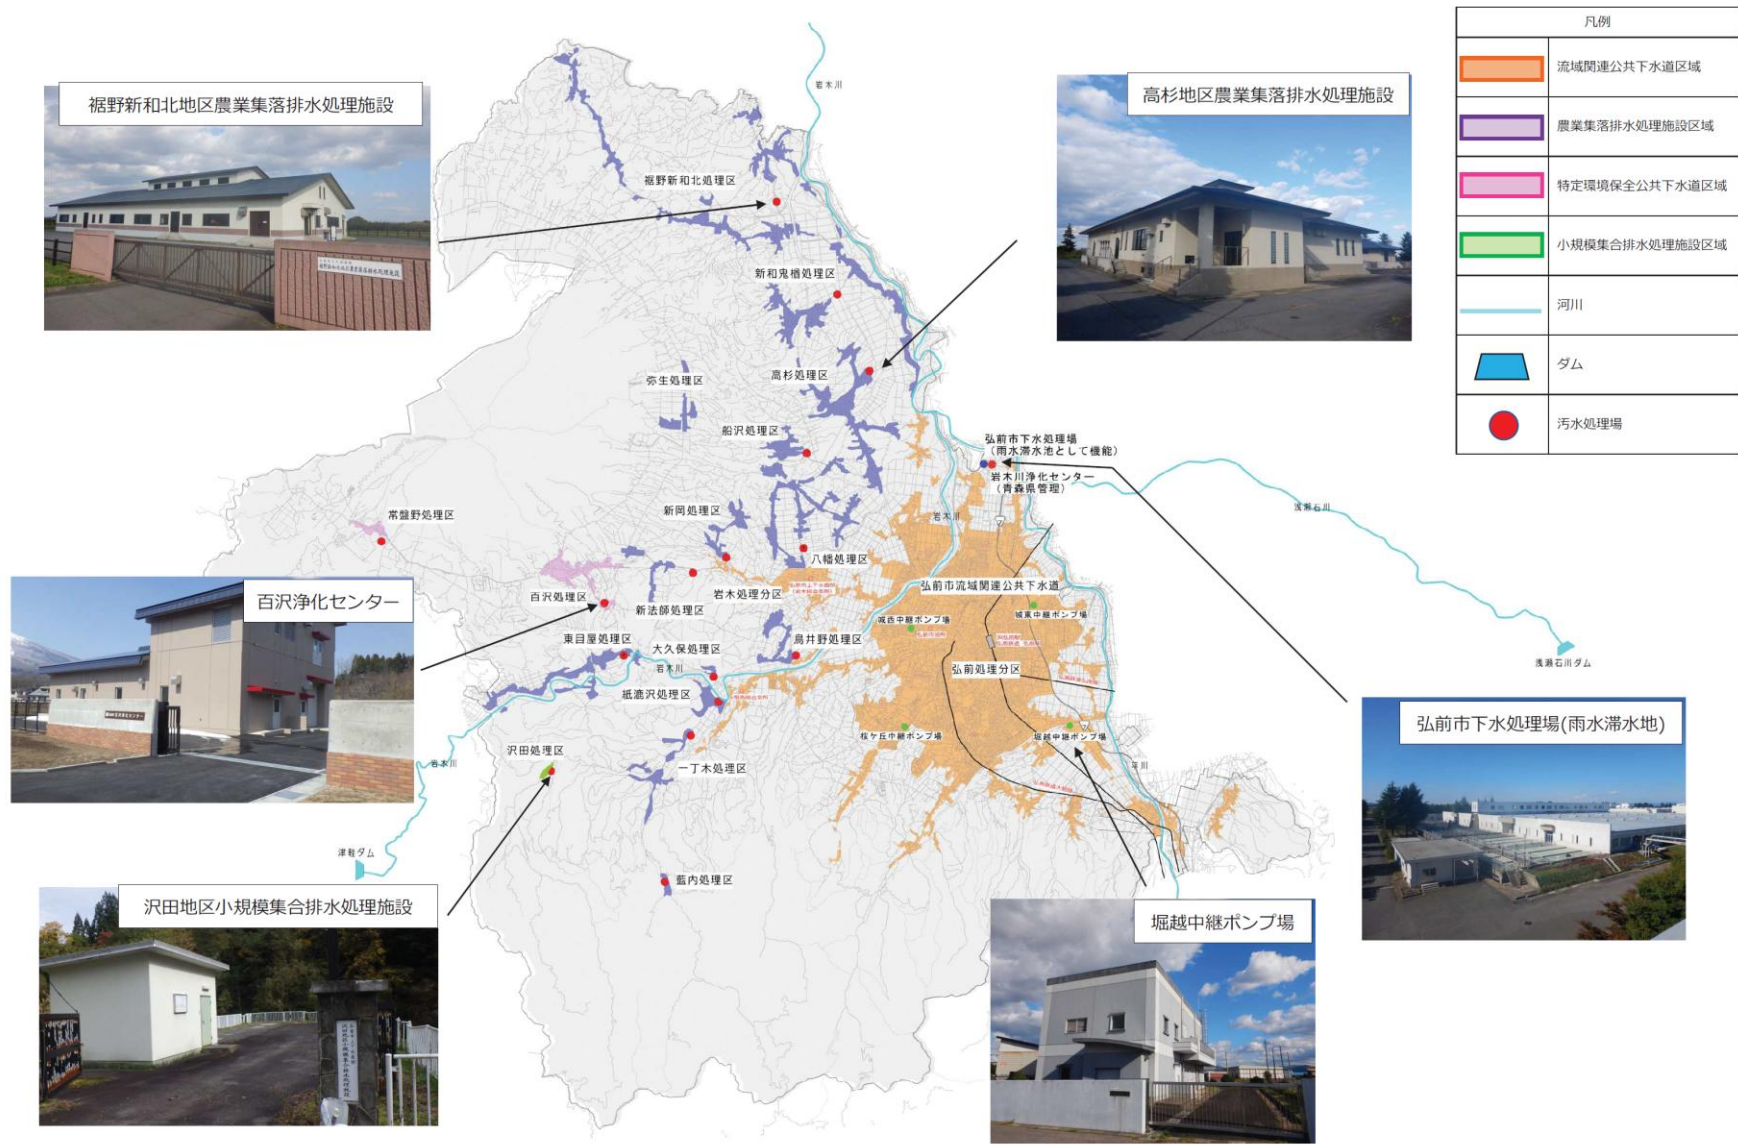 凡例
流域関連公共下水道区域
農業集落排水処理施設区域
特定環境保全公共下水道区域
小規模集合排水処理施設区域
河川
ダム
汚水処理場
裾野新和北地区農業集落排水処理施設
高杉地区農業集落排水処理施設
岩木川
裾野新和北処理区
新和鬼楢処理区
高杉処理区
弥生処理区
船沢処理区
弘前市下水処理場
(雨水滞水池として機能)
岩木川浄化センター
(青森県管理)
浅瀬石川
常盤野処理区
新岡処理区
岩木川
八幡処理区
弘前市流域関連公共下水道
百沢浄化センター
百沢処理区
新法師処理区
岩木処理分区
城西中継ポンプ場
城東中継ポンプ場
東目屋処理区
大久保処理区
鳥井野処理区
岩木川
弘前処理分区
浅瀬石川ダム
紙漉沢処理区
桜ケ丘中継ポンプ場
堀越中継ポンプ場
弘前市下水処理場(雨水滞水地)
沢田処理区
岩木川
一丁木処理区
平川
津軽ダム
藍内処理区
沢田地区小規模集合排水処理施設
堀越中継ポンプ場